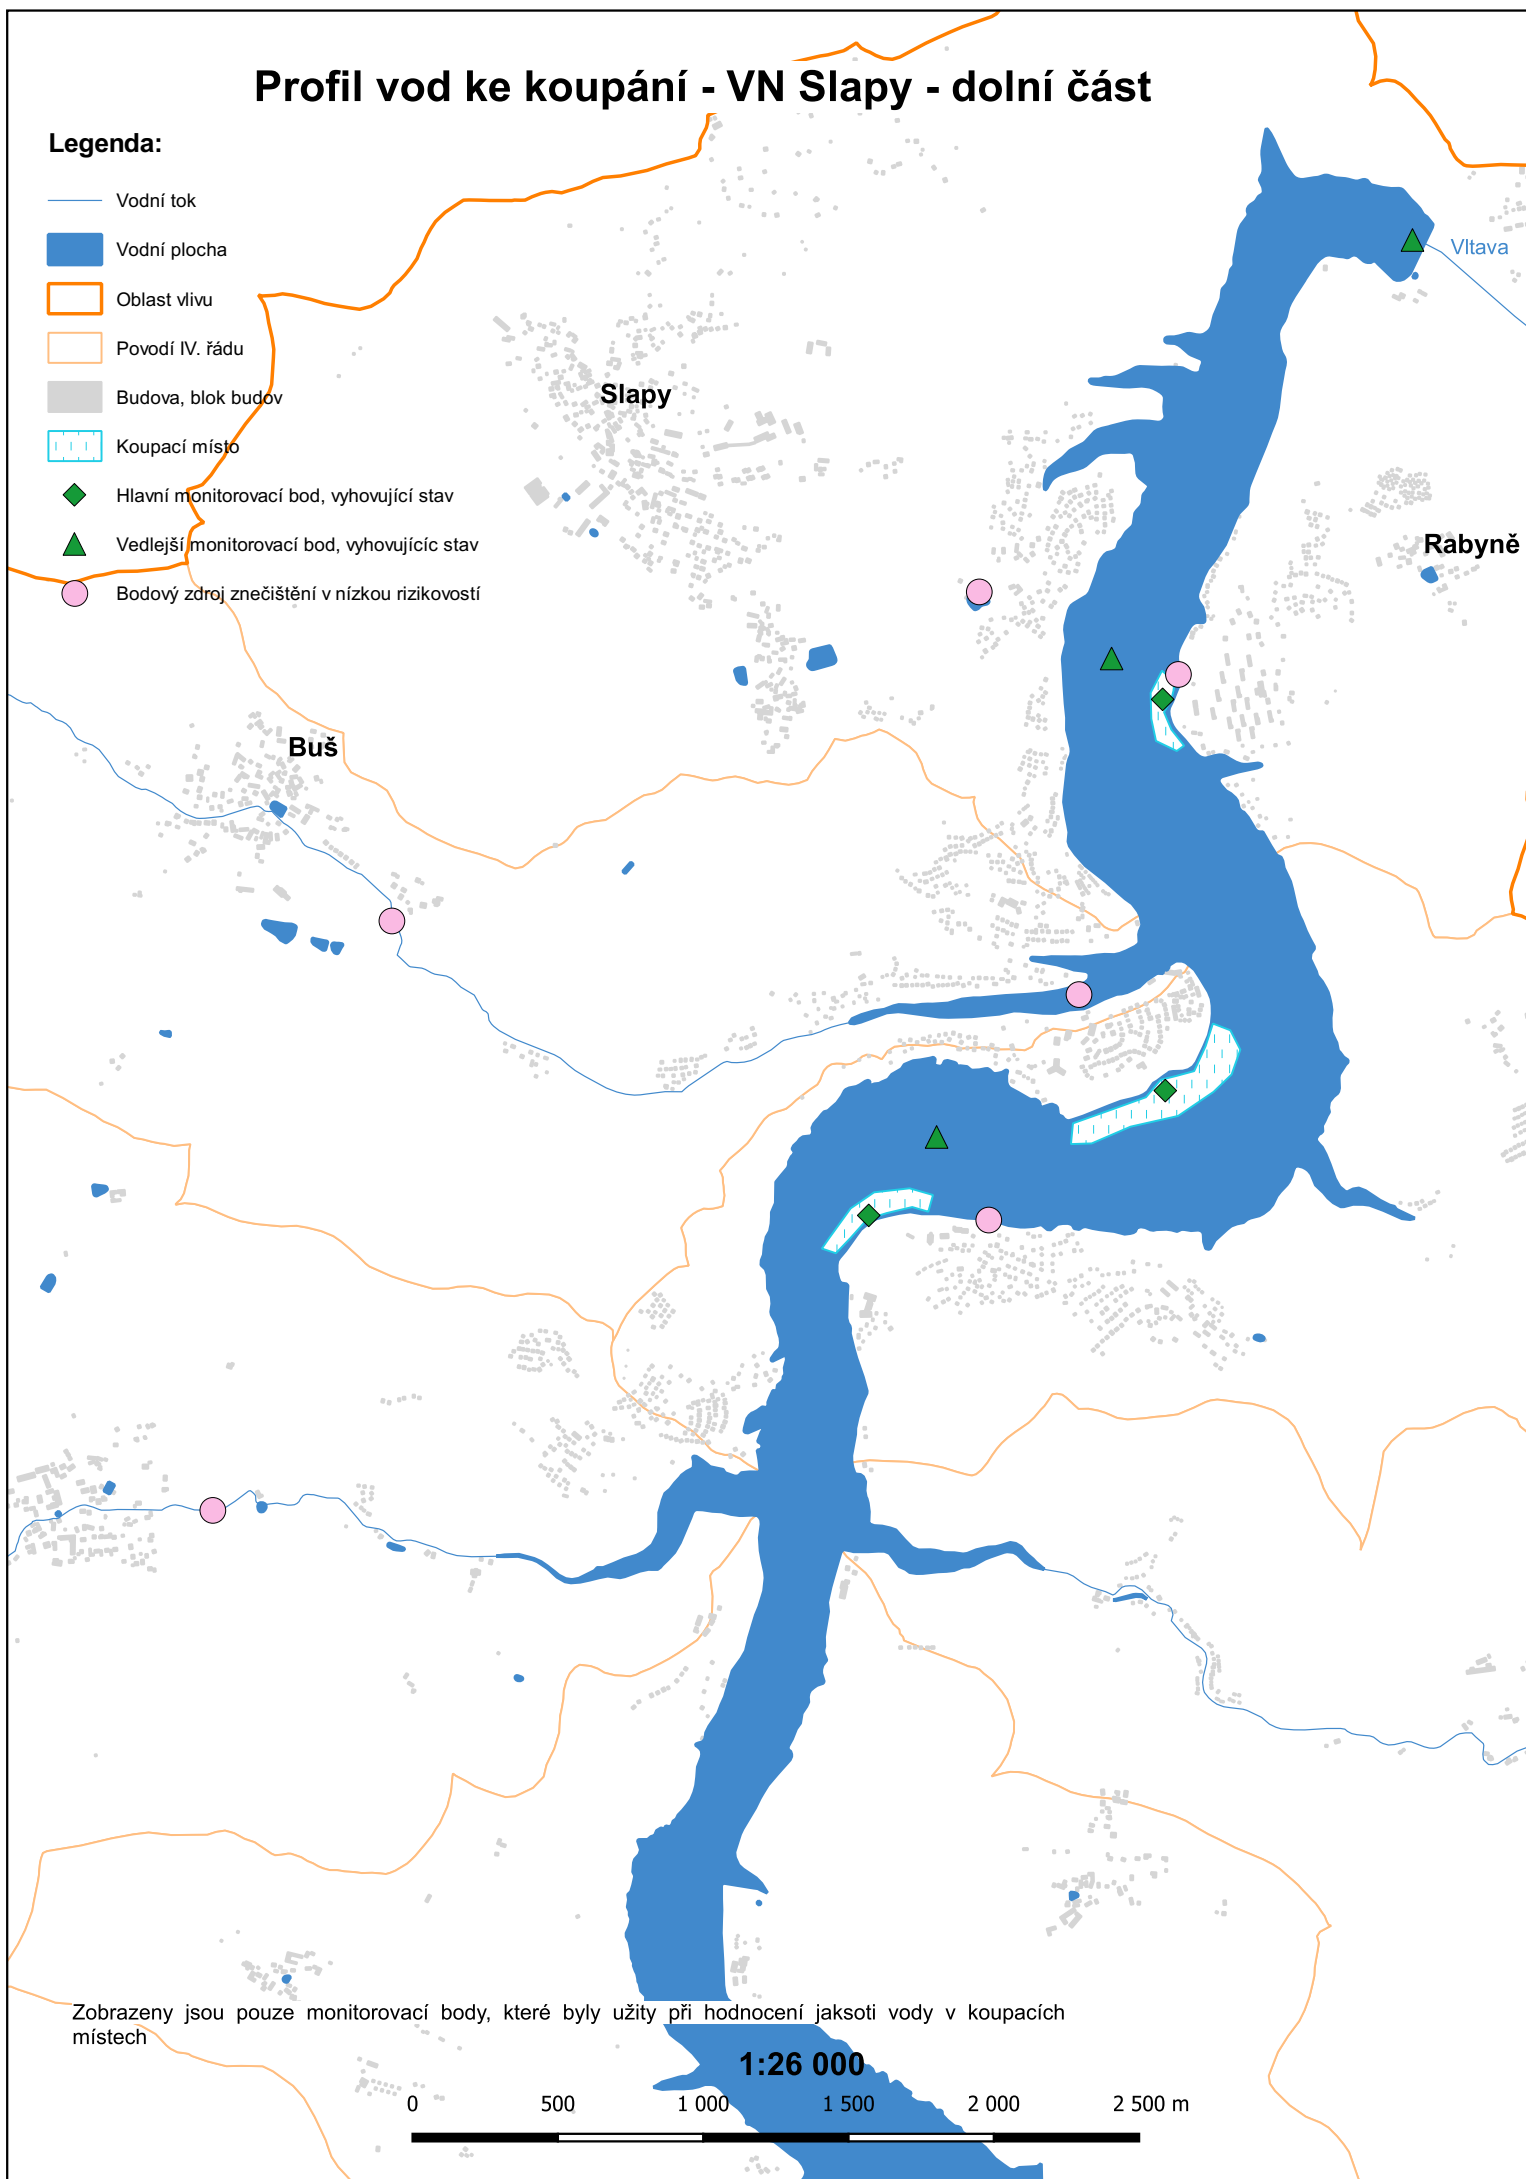 Profil vod ke koupání - VN Slapy - dolní část
Legenda:
Vodní tok
Vodní plocha
Oblast vlivu
Povodí IV. řádu
Budova, blok budov
Koupací místo
Hlavní monitorovací bod, vyhovující stav
Vedlejší monitorovací bod, vyhovujícíc stav
Bodový zdroj znečištění v nízkou rizikovostí
Vltava
Slapy
Rabyně
Buš
Zobrazeny jsou pouze monitorovací body, které byly užity při hodnocení jaksoti vody v koupacích
místech
1:26 000
0 500 1 000 1 500 2 000 2 500 m